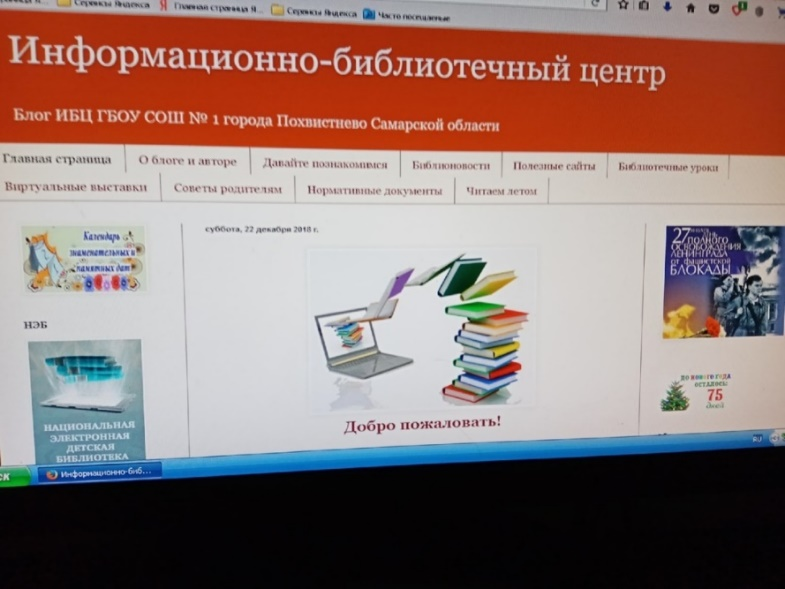 Сервисы Яндекса
Главная страница Я...
Сервисы Яндекса
Часто посещаемые
Информационно-библиотечный центр
Блог ИБЦ ГБОУ СОШ № 1 города Похвистнево Самарской области
Главная страница
О блоге и авторе
Давайте познакомимся
Библионовости
Полезные сайты
Библиотечные уроки
Виртуальные выставки
Советы родителям
Нормативные документы
Читаем летом
Календарь
знаменательных и
памятных дат
НЭБ
НАЦИОНАЛЬНАЯ
ЭЛЕКТРОННАЯ
ДЕТСКАЯ
БИБЛИОТЕКА
суббота, 22 декабря 2018 г.
Добро пожаловать!
27 ЯНВАРЯ ДЕНЬ
ПОЛНОГО
ОСВОБОЖДЕНИЯ
ЛЕНИНГРАДА
ОТ ФАШИСТСКОЙ
БЛОКАДЫ
до нового года
осталось:
75
дней
ск
Информационно-биб...
RU